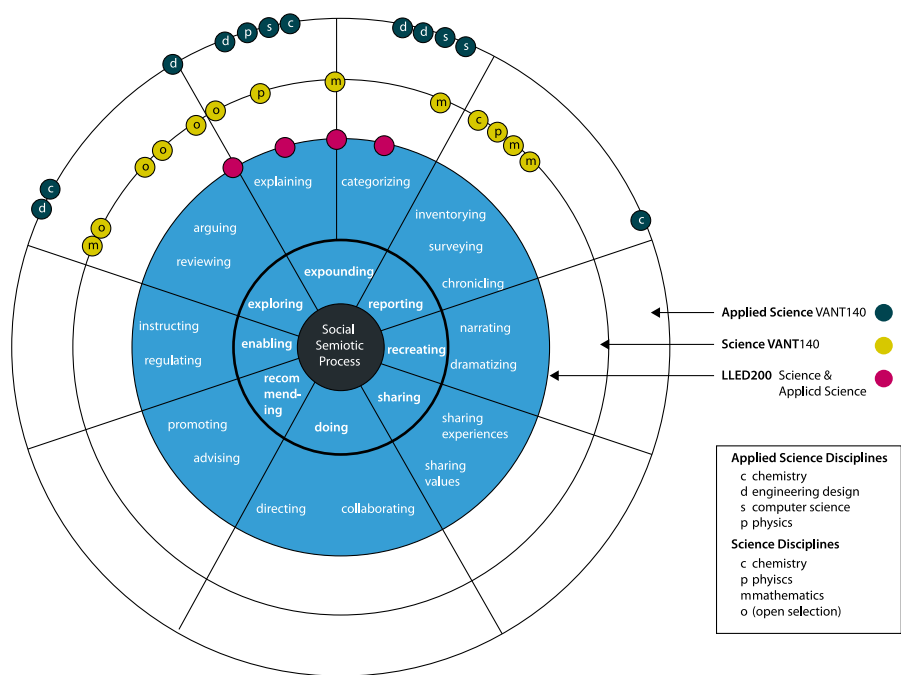 d p s c
d d s s
d
m
p
m
o
o
c
p
m
m
o
o
c
d
o
m
c
explaining
categorizing
arguing
reviewing
inventorying
surveying
chronicling
expounding
exploring
reporting
instructing
regulating
enabling
Social
Semiotic
Process
recreating
narrating
dramatizing
recom
mend-
ing
doing
sharing
promoting
advising
sharing
experiences
sharing
values
directing
collaborating
Applied Science VANT140
Science VANT140
LLED200 Science &
Applicd Science
Applied Science Disciplines
c chemistry
d engineering design
s computer science
p physics
Science Disciplines
c chemistry
p phyiscs
m mathematics
o (open selection)